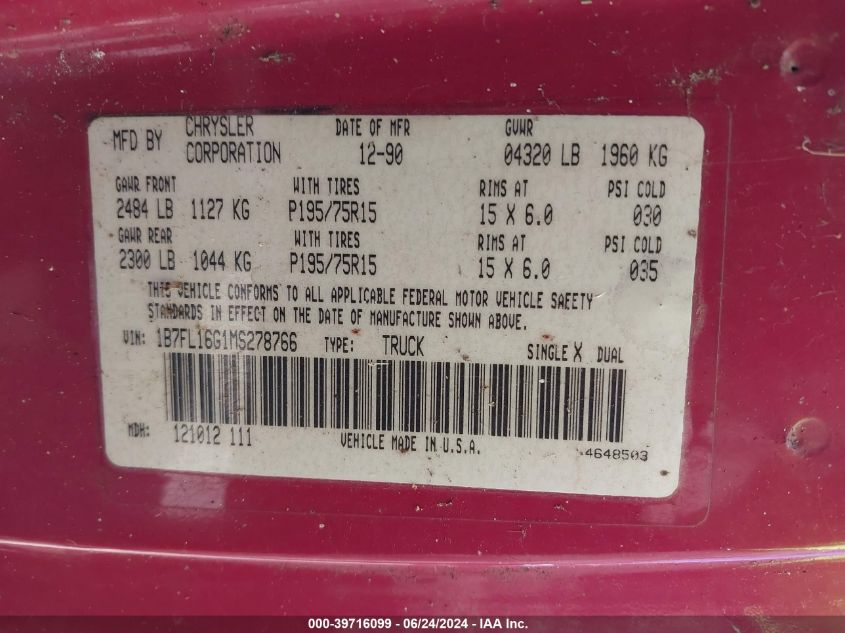 MFD BY CHRYSLER CORPORATION DATE OF MFR 12-90 GVWR 04320 LB 1960 KG
GAWR FRONT WITH TIRES RIMS AT PSI COLD
2484 LB 1127 KG P195/75R15 15 X 6.0 030
GAWR REAR WITH TIRES RIMS AT PSI COLD
2300 LB 1044 KG P195/75R15 15 X 6.0 035
THIS VEHICLE CONFORMS TO ALL APPLICABLE FEDERAL MOTOR VEHICLE SAFETY
STANDARDS IN EFFECT ON THE DATE OF MANUFACTURE SHOWN ABOVE.
VIN: 1B7FL16G1MS278766 TYPE: TRUCK SINGLE X DUAL
MDH: 121012 111 VEHICLE MADE IN U.S.A. 4648503
000-39716099 - 06/24/2024 - IAA Inc.